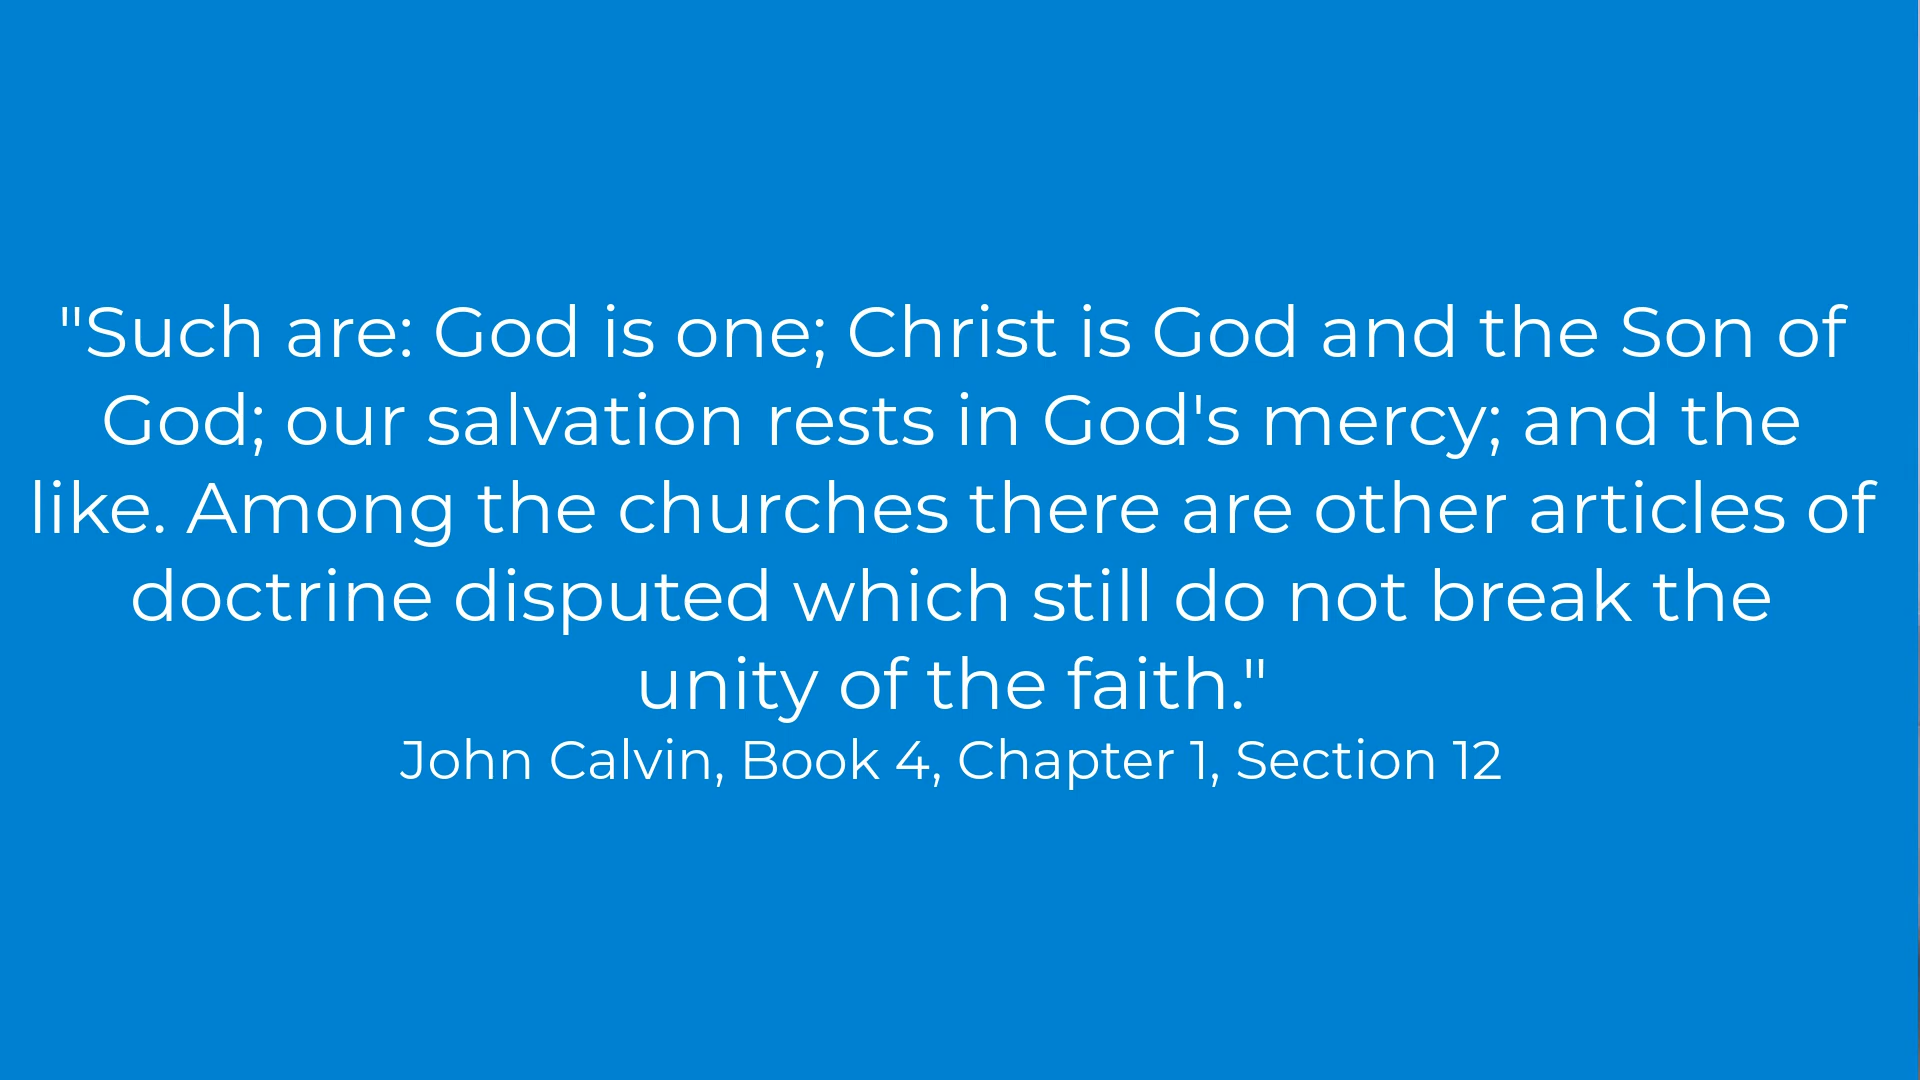 "Such are: God is one; Christ is God and the Son of
God; our salvation rests in God's mercy; and the
like. Among the churches there are other articles of
doctrine disputed which still do not break the
unity of the faith."
John Calvin, Book 4, Chapter 1, Section 12